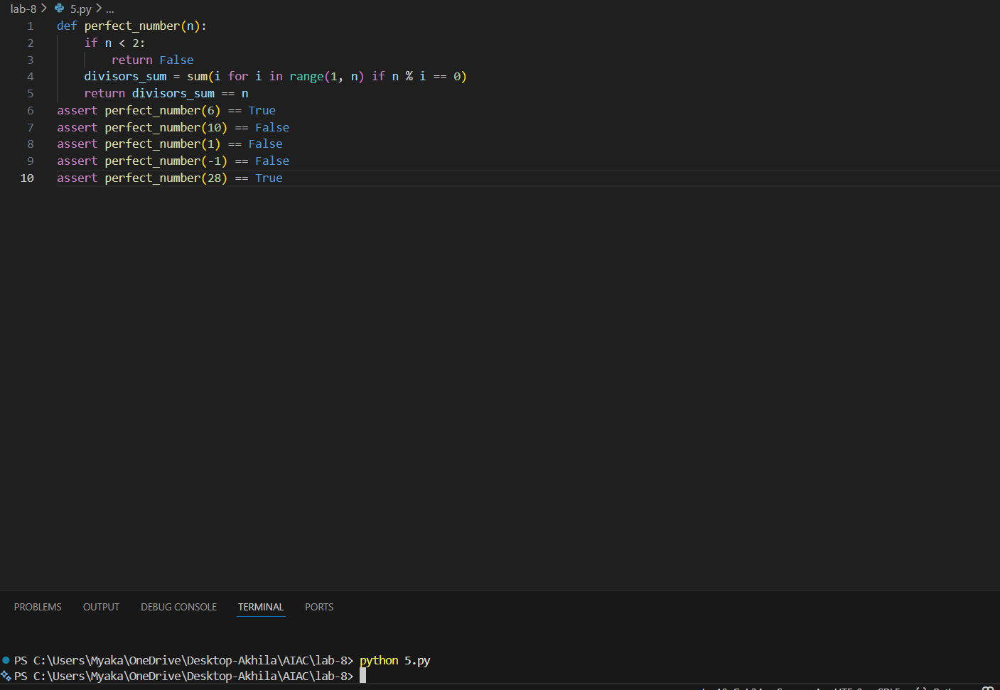 lab-8 > 5.py > ...
1 def perfect_number(n):
2     if n < 2:
3         return False
4     divisors_sum = sum(i for i in range(1, n) if n % i == 0)
5     return divisors_sum == n
6 assert perfect_number(6) == True
7 assert perfect_number(10) == False
8 assert perfect_number(1) == False
9 assert perfect_number(-1) == False
10 assert perfect_number(28) == True
PROBLEMS OUTPUT DEBUG CONSOLE TERMINAL PORTS
PS C:\Users\Myaka\OneDrive\Desktop-Akhila\AIAC\lab-8> python 5.py
PS C:\Users\Myaka\OneDrive\Desktop-Akhila\AIAC\lab-8>